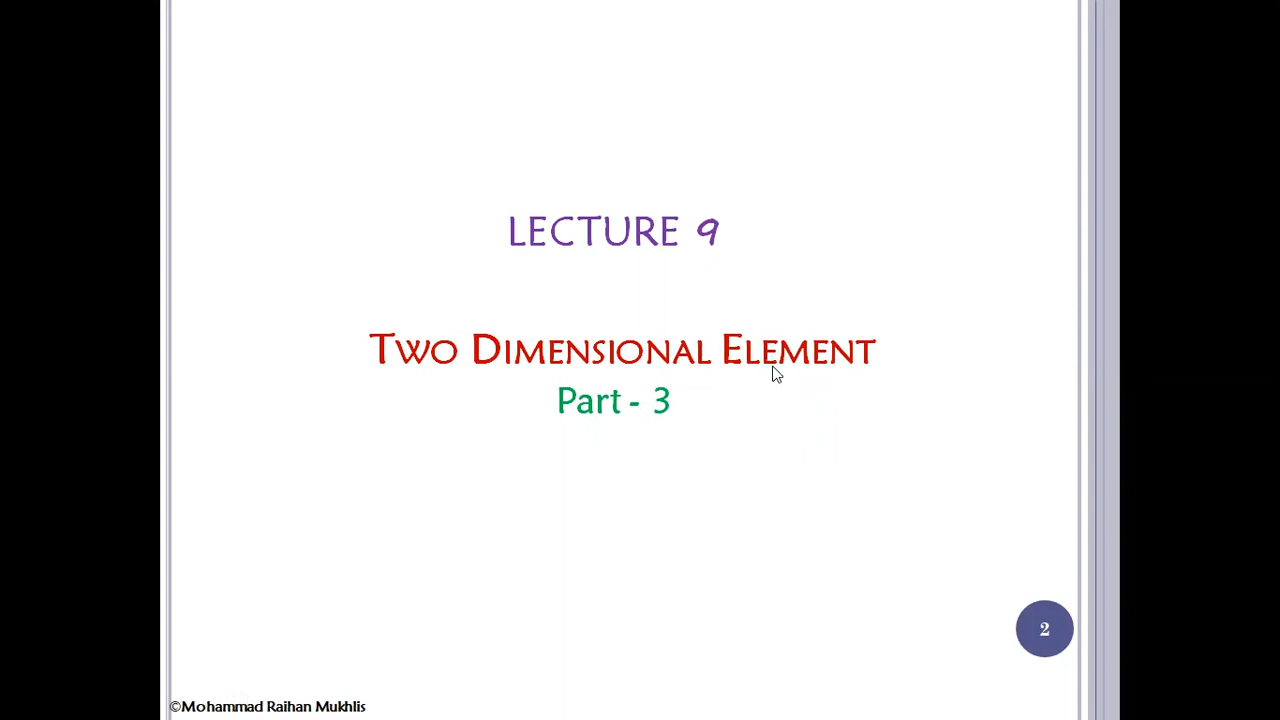 LECTURE 9
TWO DIMENSIONAL ELEMENT
Part - 3
2
©Mohammad Raihan Mukhlis